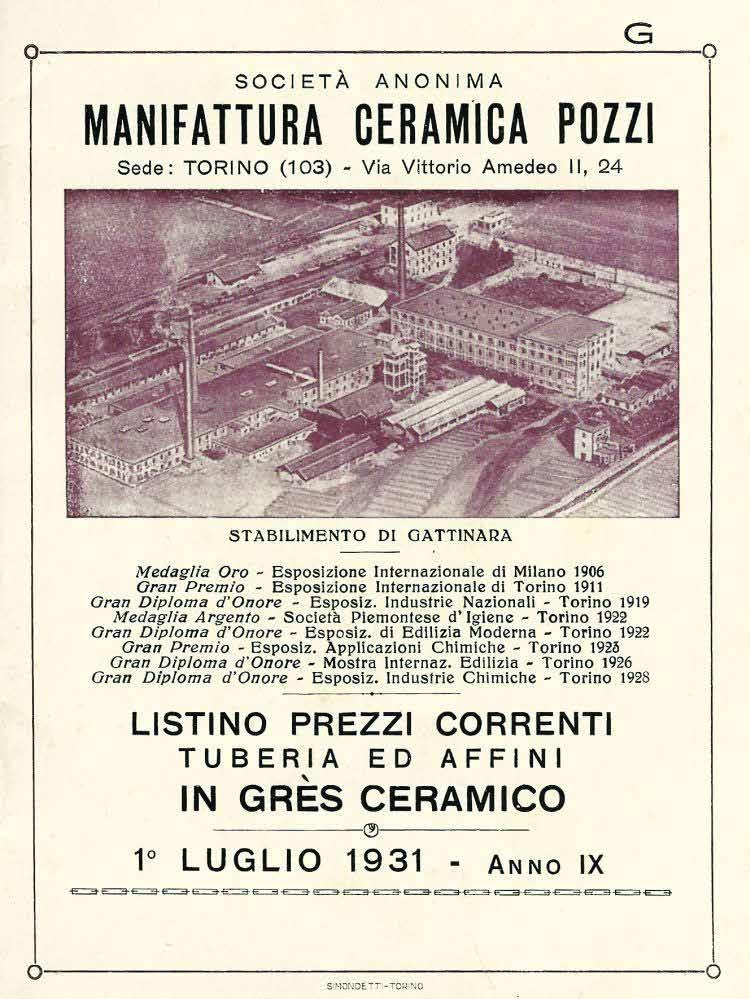 G
SOCIETÀ ANONIMA
MANIFATTURA CERAMICA POZZI
Sede: TORINO (103) - Via Vittorio Amedeo II, 24
STABILIMENTO DI GATTINARA
Medaglia Oro - Esposizione Internazionale di Milano 1906
Gran Premio - Esposizione Internazionale di Torino 1911
Gran Diploma d'Onore - Esposiz. Industrie Nazionali - Torino 1919
Medaglia Argento - Società Piemontese d'Igiene - Torino 1922
Gran Diploma d'Onore - Esposiz. di Edilizia Moderna - Torino 1922
Gran Premio - Esposiz. Applicazioni Chimiche - Torino 1923
Gran Diploma d'Onore - Mostra Internaz. Edilizia - Torino 1926
Gran Diploma d'Onore - Esposiz. Industrie Chimiche - Torino 1928
LISTINO PREZZI CORRENTI
TUBERIA ED AFFINI
IN GRÈS CERAMICO
1° LUGLIO 1931 - ANNO IX
SIMONDETTI-TORINO